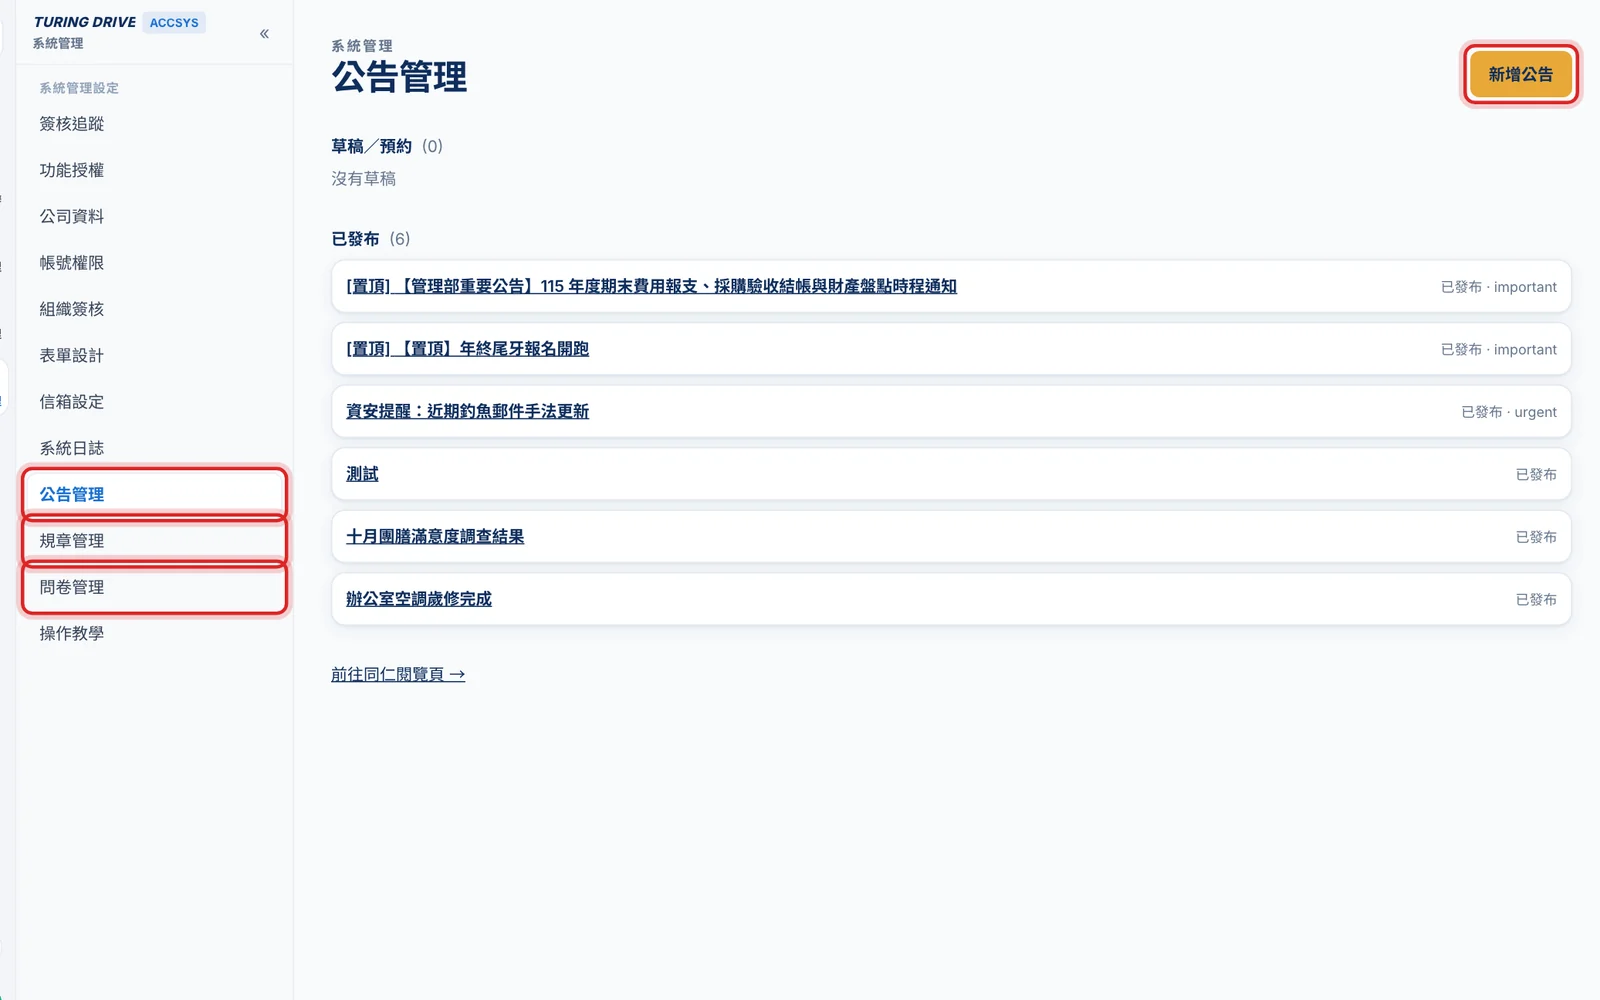 TURING DRIVE ACCSYS
系統管理
«
系統管理設定
簽核追蹤
功能授權
公司資料
帳號權限
組織簽核
表單設計
信箱設定
系統日誌
公告管理
規章管理
問卷管理
操作教學
系統管理
公告管理
新增公告
草稿／預約 (0)
沒有草稿
已發布 (6)
[置頂] 【管理部重要公告】115 年度期末費用報支、採購驗收結帳與財產盤點時程通知 已發布 · important
[置頂] 【置頂】年終尾牙報名開跑 已發布 · important
資安提醒：近期釣魚郵件手法更新 已發布 · urgent
測試 已發布
十月團膳滿意度調查結果 已發布
辦公室空調歲修完成 已發布
前往同仁閱覽頁 →